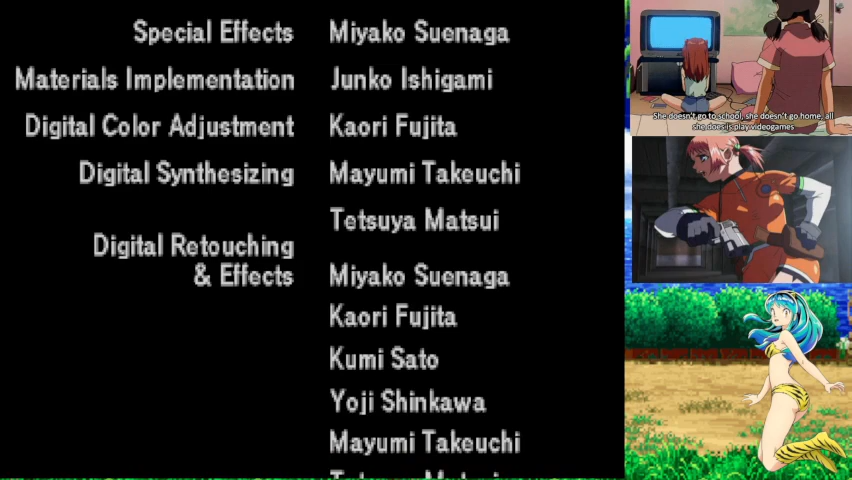 Special Effects Miyako Suenaga
Materials Implementation Junko Ishigami
Digital Color Adjustment Kaori Fujita
Digital Synthesizing Mayumi Takeuchi
Tetsuya Matsui
Digital Retouching
& Effects Miyako Suenaga
Kaori Fujita
Kumi Sato
Yoji Shinkawa
Mayumi Takeuchi
She doesn't go to school, she doesn't go home, all
she does is play videogames